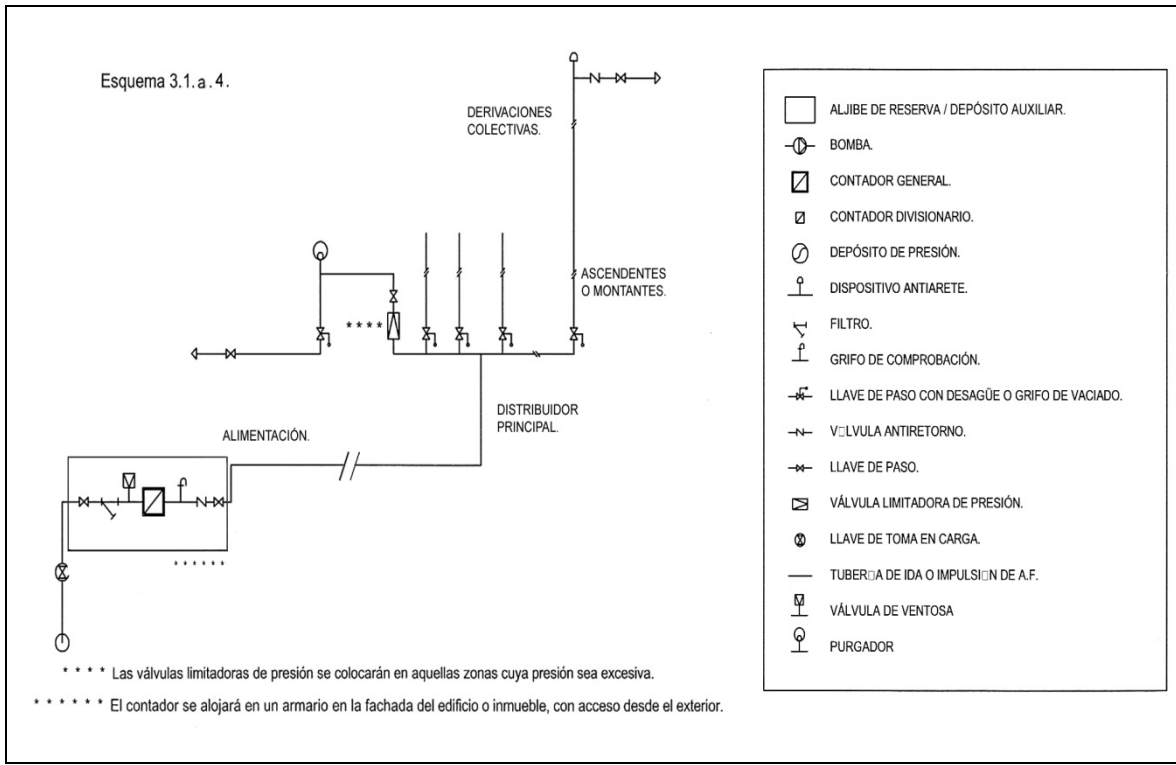 Esquema 3.1.a.4.
DERIVACIONES
COLECTIVAS.
ASCENDENTES
O MONTANTES.
* * * *
DISTRIBUIDOR
PRINCIPAL.
ALIMENTACIÓN.
* * * * * *
* * * * Las válvulas limitadoras de presión se colocarán en aquellas zonas cuya presión sea excesiva.
* * * * * * El contador se alojará en un armario en la fachada del edificio o inmueble, con acceso desde el exterior.
ALJIBE DE RESERVA / DEPÓSITO AUXILIAR.
BOMBA.
CONTADOR GENERAL.
CONTADOR DIVISIONARIO.
DEPÓSITO DE PRESIÓN.
DISPOSITIVO ANTIARETE.
FILTRO.
GRIFO DE COMPROBACIÓN.
LLAVE DE PASO CON DESAGÜE O GRIFO DE VACIADO.
V□LVULA ANTIRETORNO.
LLAVE DE PASO.
VÁLVULA LIMITADORA DE PRESIÓN.
LLAVE DE TOMA EN CARGA.
TUBER□A DE IDA O IMPULSI□N DE A.F.
VÁLVULA DE VENTOSA
PURGADOR